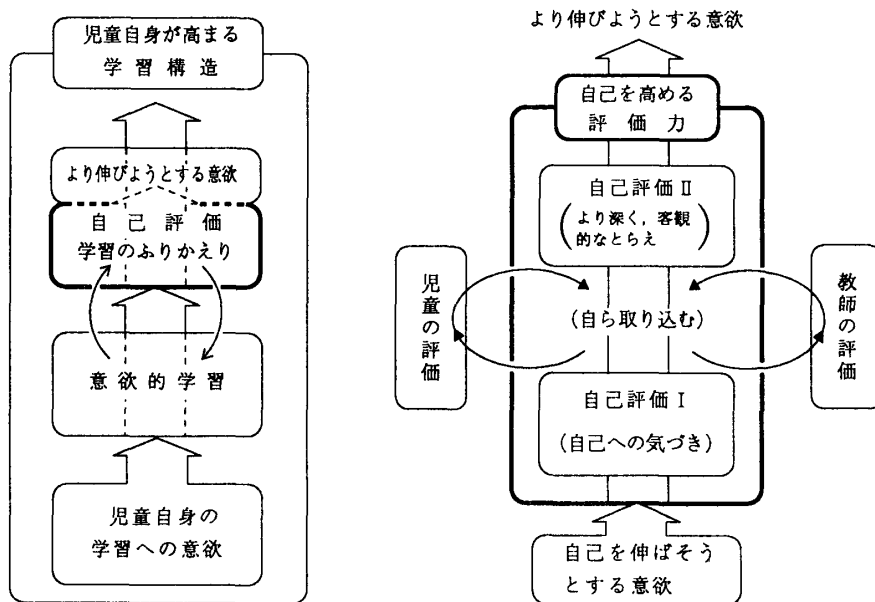 児童自身が高まる
学習構造
より伸びようとする意欲
自己評価
学習のふりかえり
意欲的学習
児童自身の
学習への意欲
より伸びようとする意欲
自己を高める
評価力
自己評価Ⅱ
(より深く,客観
的なとらえ)
児童の評価
(自ら取り込む)
教師の評価
自己評価Ⅰ
(自己への気づき)
自己を伸ばそう
とする意欲